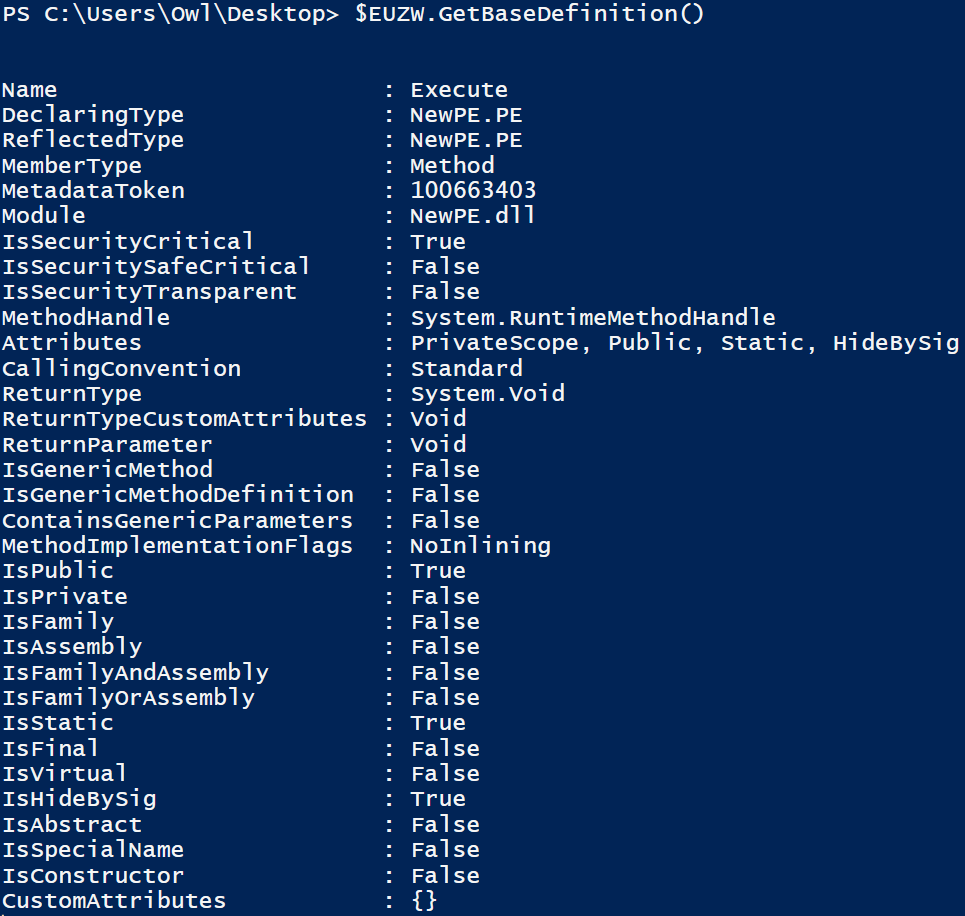 PS C:\Users\Owl\Desktop> $EUZW.GetBaseDefinition()
Name : Execute
DeclaringType : NewPE.PE
ReflectedType : NewPE.PE
MemberType : Method
MetadataToken : 100663403
Module : NewPE.dll
IsSecurityCritical : True
IsSecuritySafeCritical : False
IsSecurityTransparent : False
MethodHandle : System.RuntimeMethodHandle
Attributes : PrivateScope, Public, Static, HideBySig
CallingConvention : Standard
ReturnType : System.Void
ReturnTypeCustomAttributes : Void
ReturnParameter : Void
IsGenericMethod : False
IsGenericMethodDefinition : False
ContainsGenericParameters : False
MethodImplementationFlags : NoInlining
IsPublic : True
IsPrivate : False
IsFamily : False
IsAssembly : False
IsFamilyAndAssembly : False
IsFamilyOrAssembly : False
IsStatic : True
IsFinal : False
IsVirtual : False
IsHideBySig : True
IsAbstract : False
IsSpecialName : False
IsConstructor : False
CustomAttributes : {}